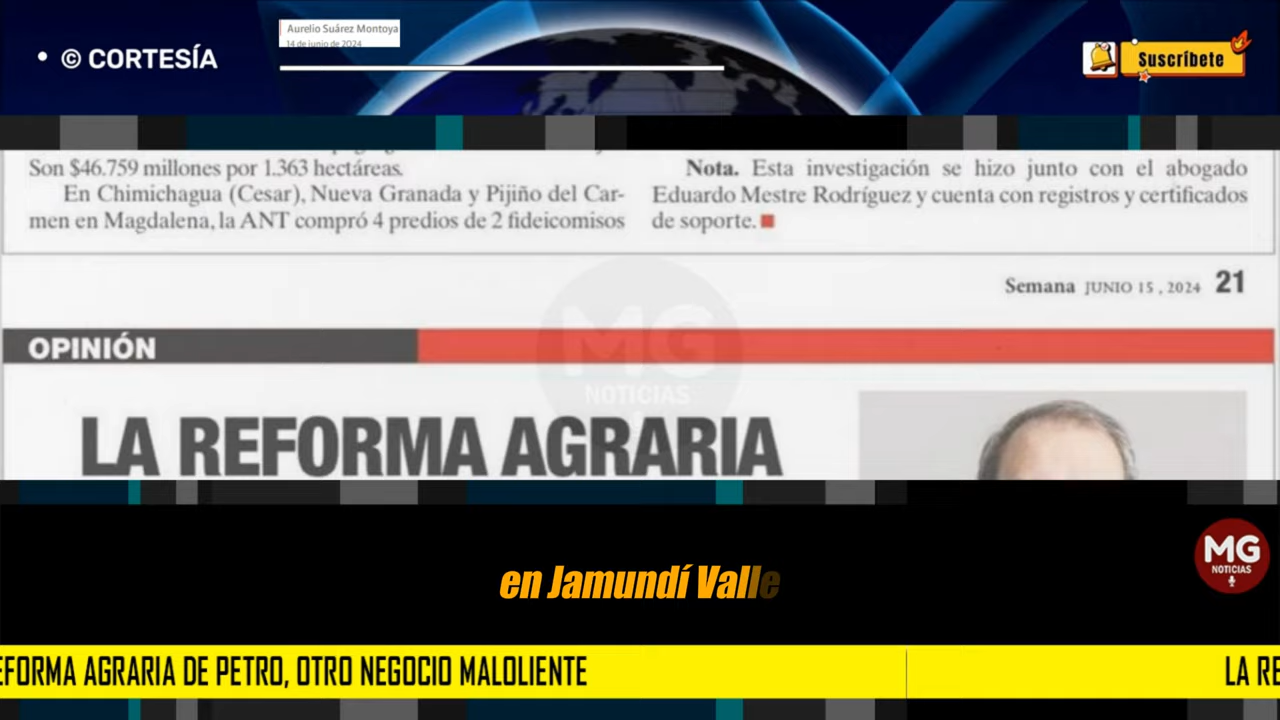 • © CORTESÍA
Aurelio Suárez Montoya
14 de junio de 2024
Suscríbete
Son $46.759 millones por 1.363 hectáreas.
En Chimichagua (Cesar), Nueva Granada y Pijiño del Car-
men en Magdalena, la ANT compró 4 predios de 2 fideicomisos
Nota. Esta investigación se hizo junto con el abogado
Eduardo Mestre Rodríguez y cuenta con registros y certificados
de soporte.
Semana JUNIO 15, 2024 21
OPINIÓN
MG
NOTICIAS
LA REFORMA AGRARIA
MG
NOTICIAS
en Jamundí Valle
EFORMA AGRARIA DE PETRO, OTRO NEGOCIO MALOLIENTE
LA RE